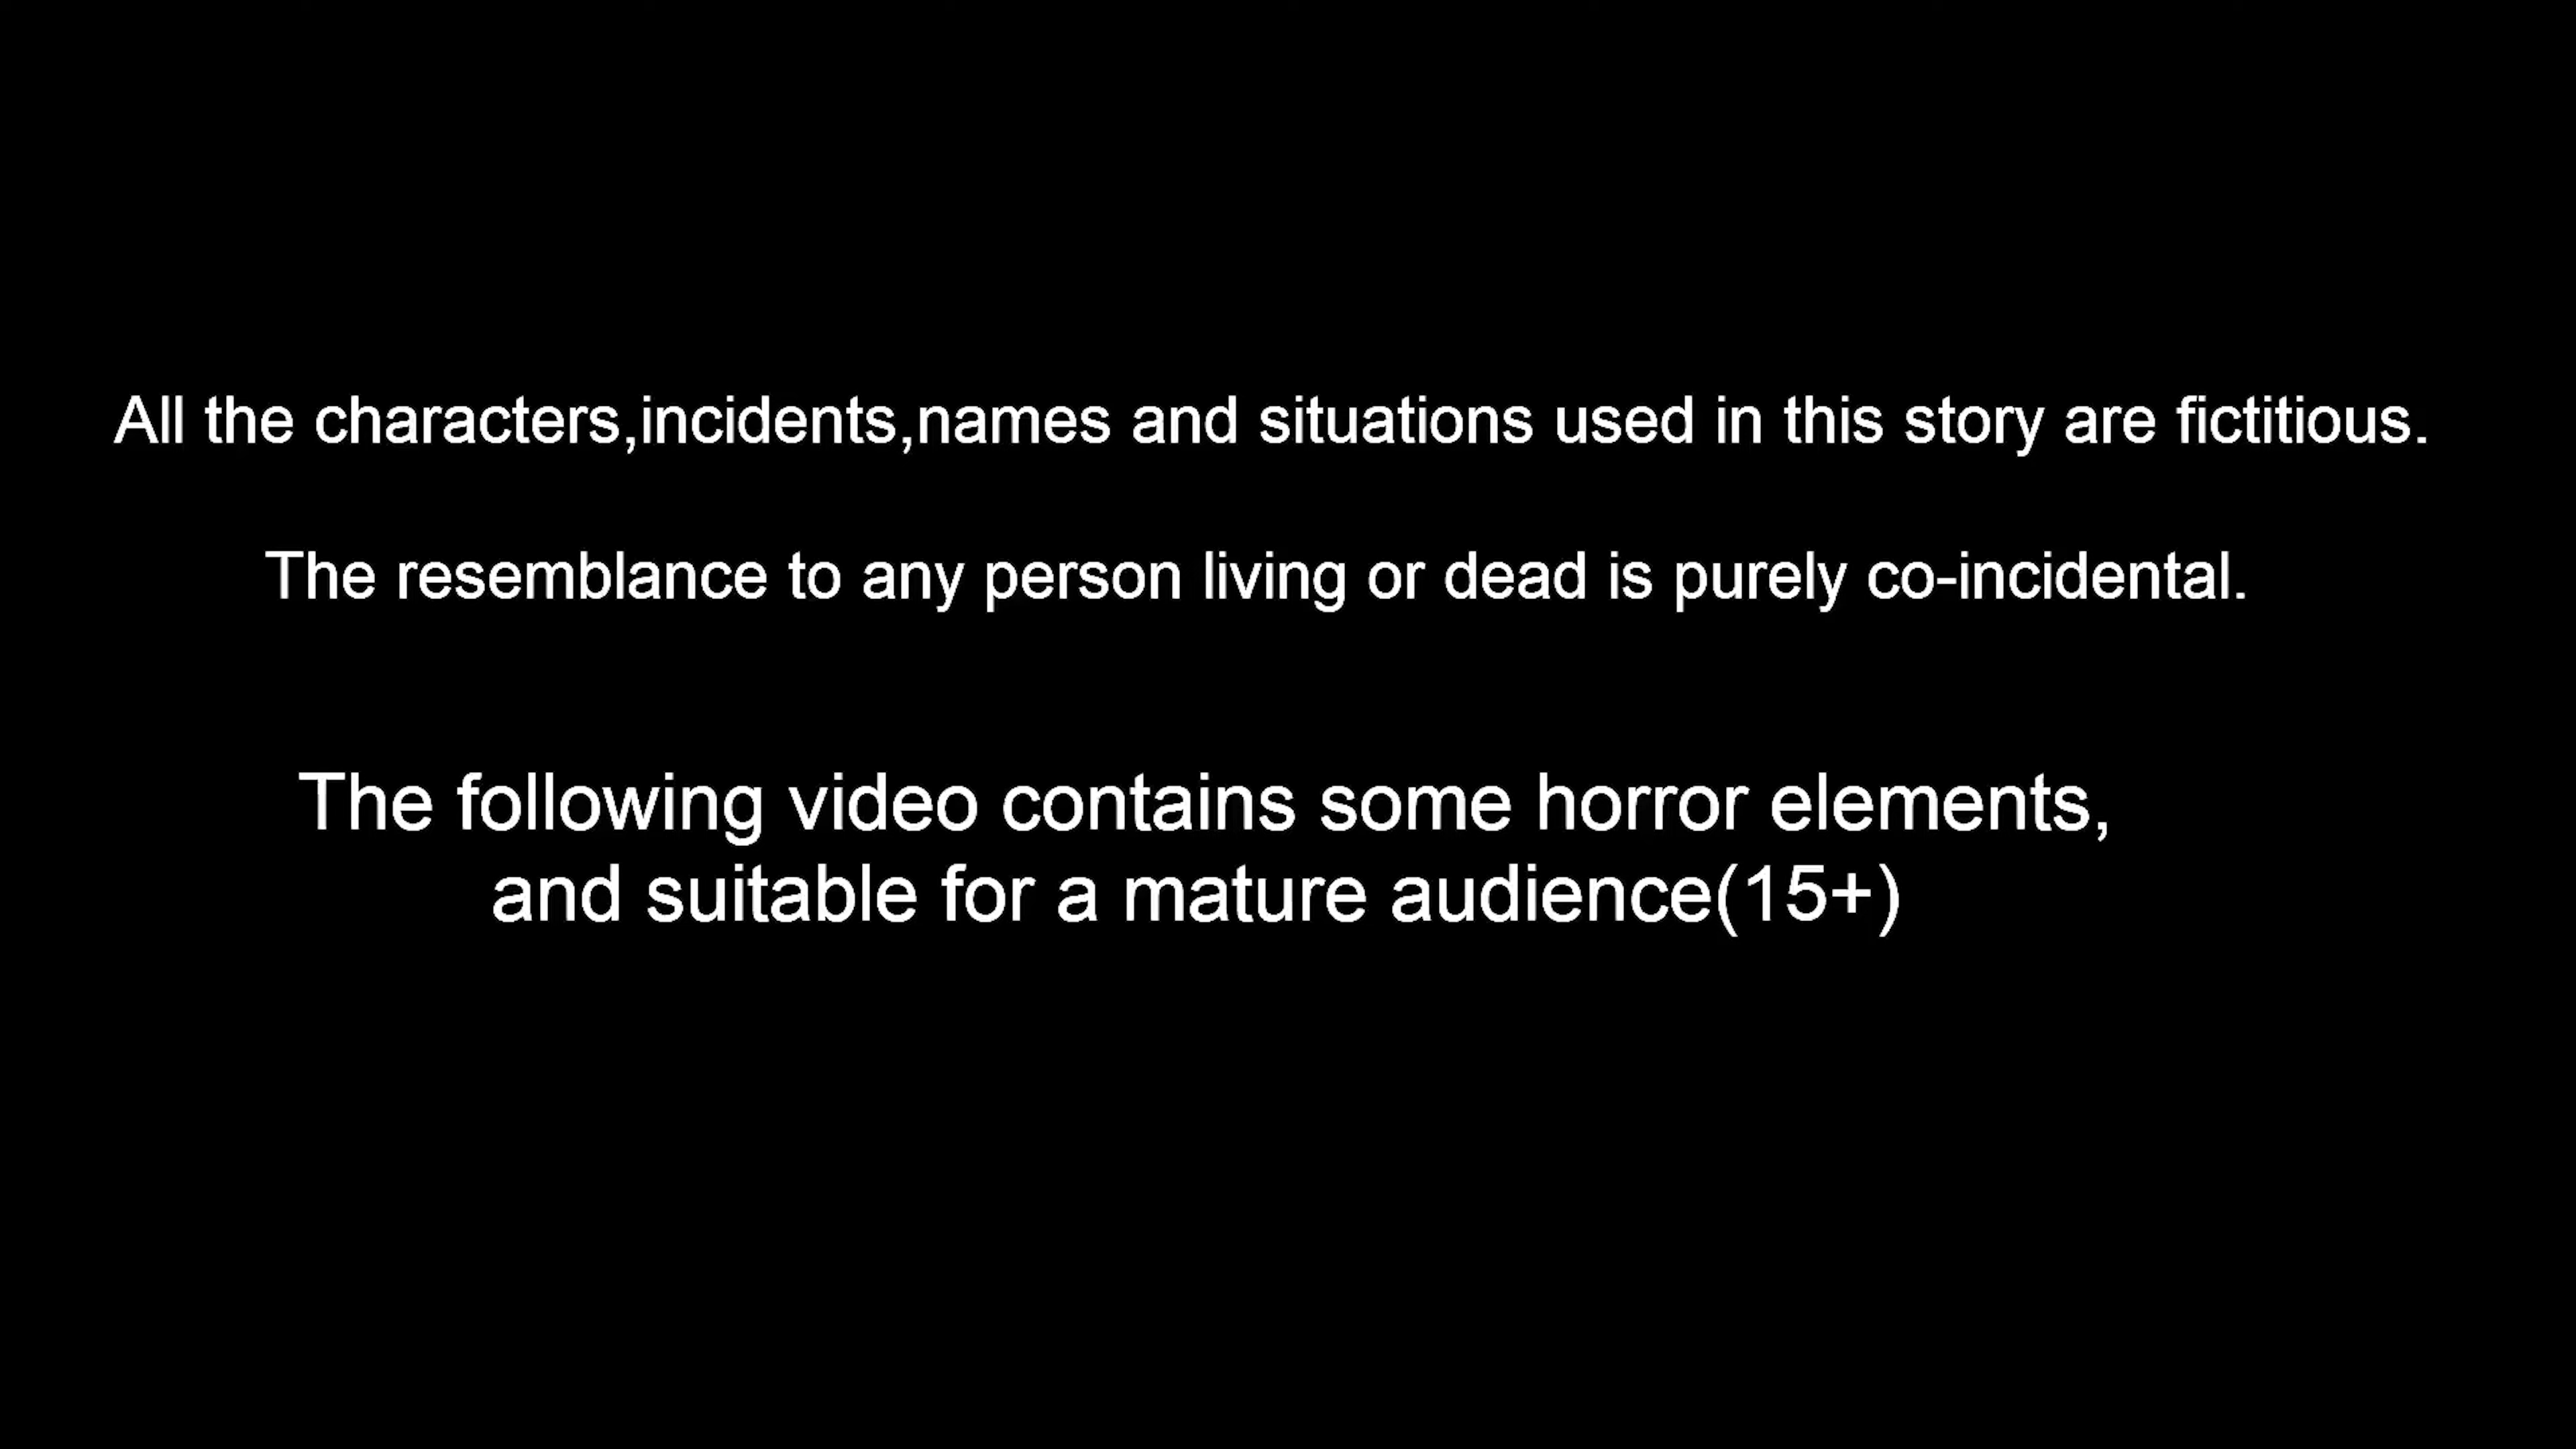 All the characters,incidents,names and situations used in this story are fictitious.
The resemblance to any person living or dead is purely co-incidental.
The following video contains some horror elements,
and suitable for a mature audience(15+)